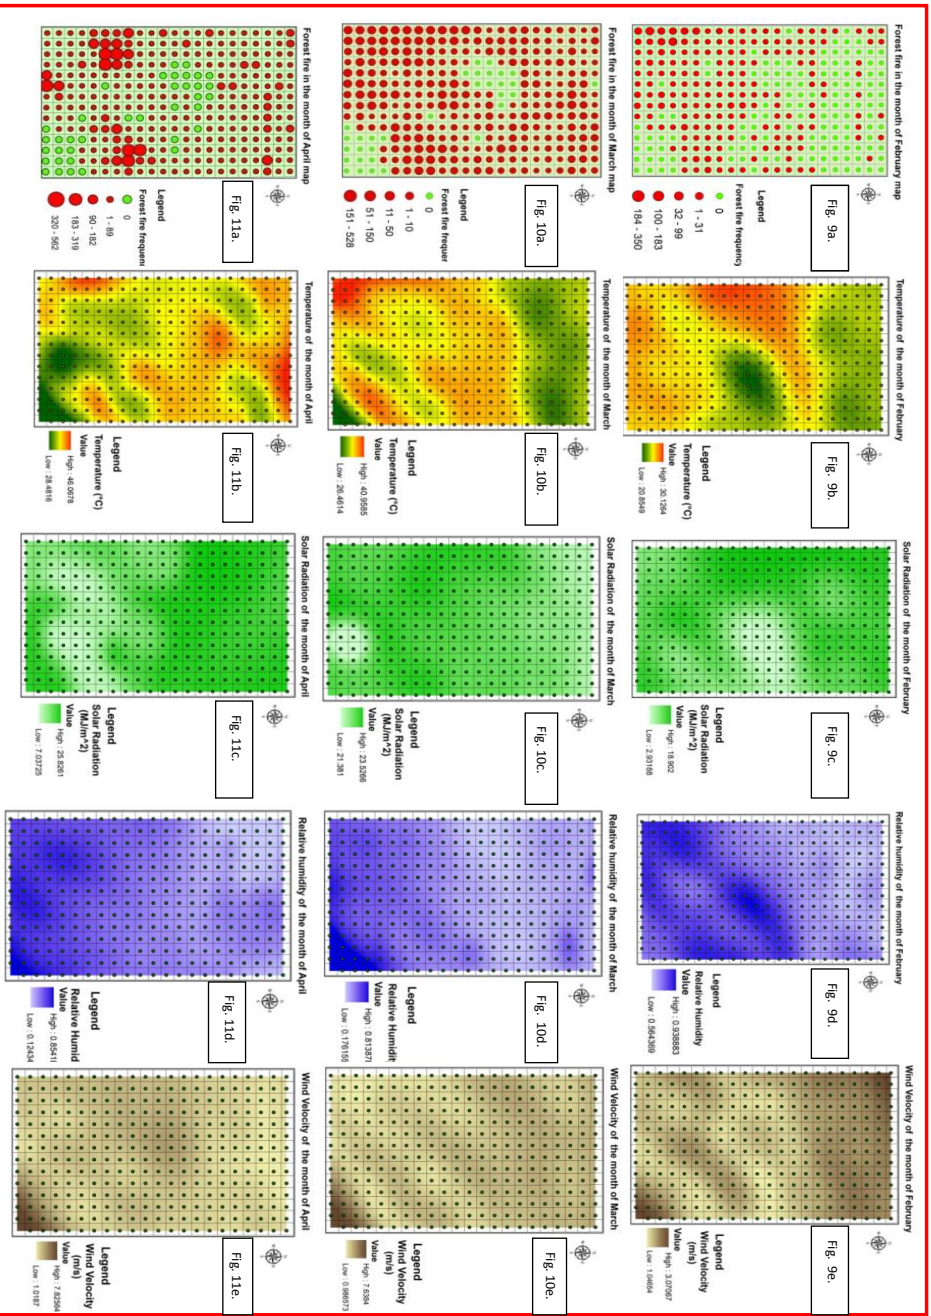 Forest fire in the month of February map
Fig. 9a.
Legend
Forest fire frequency
0
1 - 31
32 - 99
100 - 183
184 - 350
Temperature of the month of February
Fig. 9b.
Legend
Temperature (°C)
Value
High : 30.1264
Low : 20.8549
Solar Radiation of the month of February
Fig. 9c.
Legend
Solar Radiation
(MJ/m^2)
Value
High : 18.902
Low : 2.93188
Relative humidity of the month of February
Fig. 9d.
Legend
Relative Humidity
Value
High : 0.938883
Low : 0.564369
Wind Velocity of the month of February
Fig. 9e.
Legend
Wind Velocity
(m/s)
Value
High : 3.07067
Low : 1.04654
Forest fire in the month of March map
Fig. 10a.
Legend
Forest fire frequer
0
1 - 10
11 - 50
51 - 150
151 - 528
Temperature of the month of March
Fig. 10b.
Legend
Temperature (°C)
Value
High : 40.9585
Low : 26.4614
Solar Radiation of the month of March
Fig. 10c.
Legend
Solar Radiation
(MJ/m^2)
Value
High : 23.5266
Low : 21.381
Relative humidity of the month of March
Fig. 10d.
Legend
Relative Humidit
Value
High :
Low : 0.176155
Wind Velocity of the month of March
Fig. 10e.
Legend
Wind Velocity
(m/s)
Value
High : 7.6384
Low : 0.986573
Forest fire in the month of April map
Fig. 11a.
Legend
Forest fire frequenc
0
1 - 89
90 - 182
183 - 319
320 - 562
Temperature of the month of April
Fig. 11b.
Legend
Temperature (°C)
Value
High : 46.0678
Low : 28.4816
Solar Radiation of the month of April
Fig. 11c.
Legend
Solar Radiation
(MJ/m^2)
Value
High : 25.8261
Low : 7.03725
Relative humidity of the month of April
Fig. 11d.
Legend
Relative Humid
Value
High :
Low : 0.12434
Wind Velocity of the month of April
Fig. 11e.
Legend
Wind Velocity
(m/s)
Value
High : 7.82564
Low : 1.0187